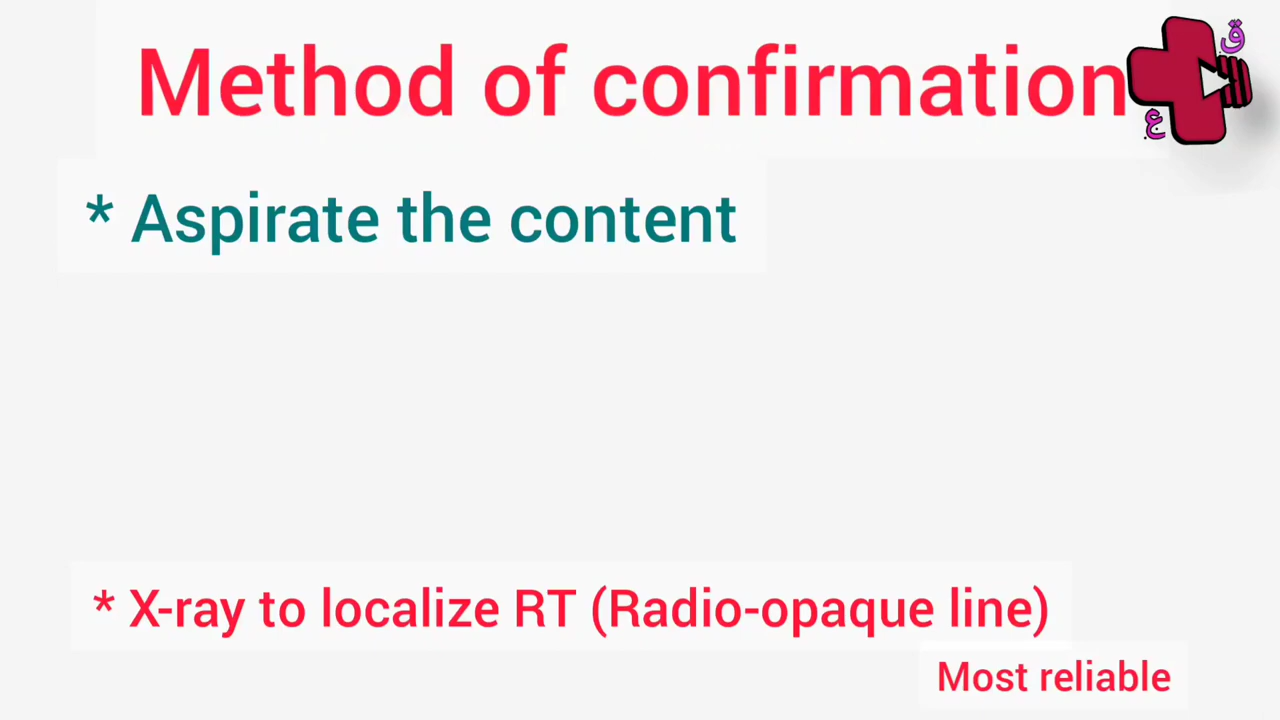 Method of confirmation
ق
ع
* Aspirate the content
* X-ray to localize RT (Radio-opaque line)
Most reliable